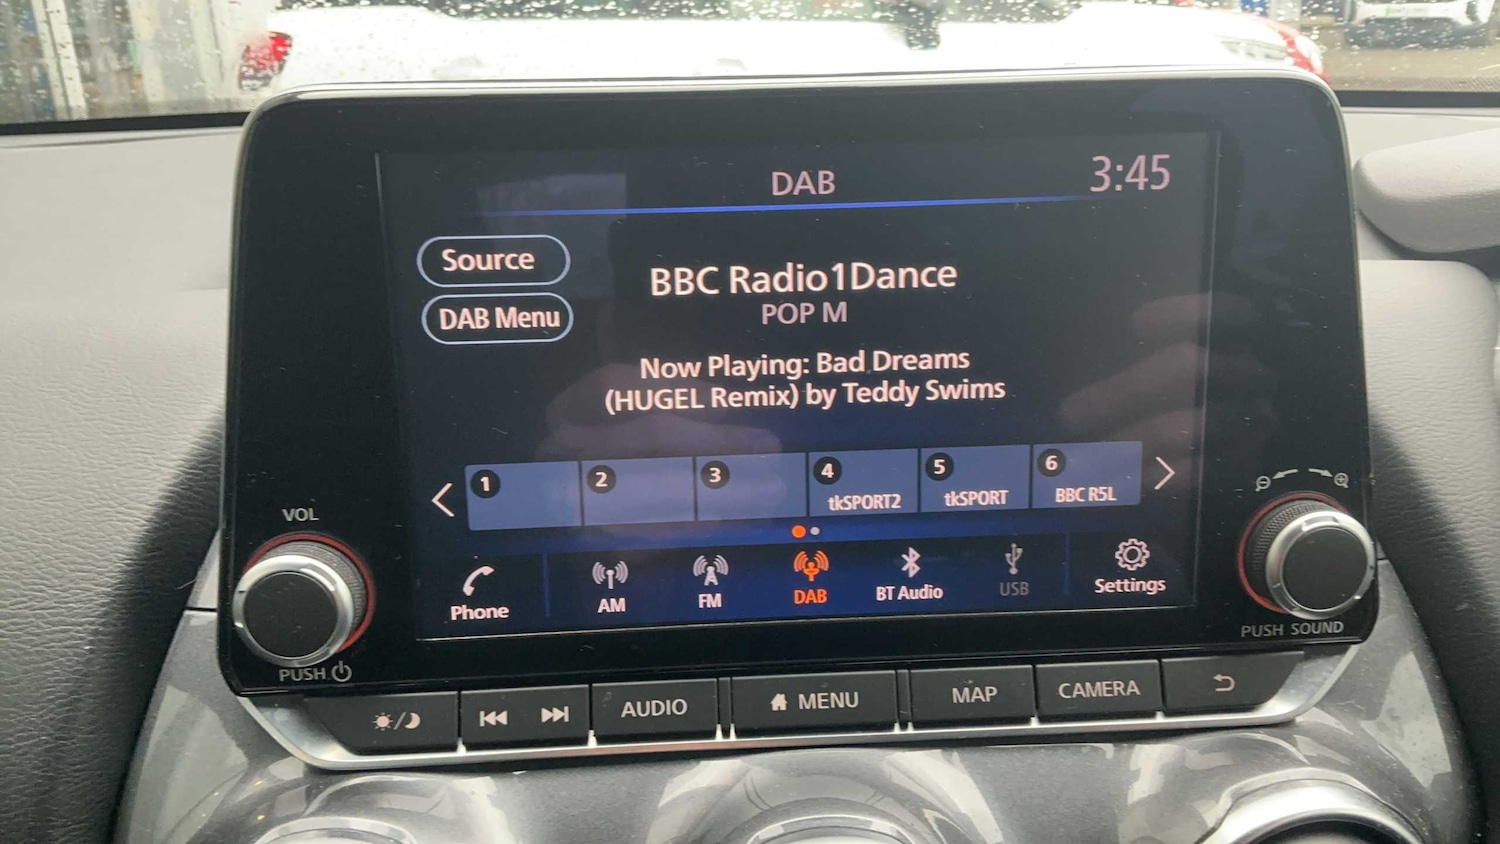 DAB
3:45
Source
BBC Radio1Dance
DAB Menu
POP M
Now Playing: Bad Dreams
(HUGEL Remix) by Teddy Swims
1
2
3
4
tkSPORT2
5
tkSPORT
6
BBC R5L
VOL
Phone
AM
FM
DAB
BT Audio
USB
Settings
PUSH
PUSH SOUND
AUDIO
MENU
MAP
CAMERA